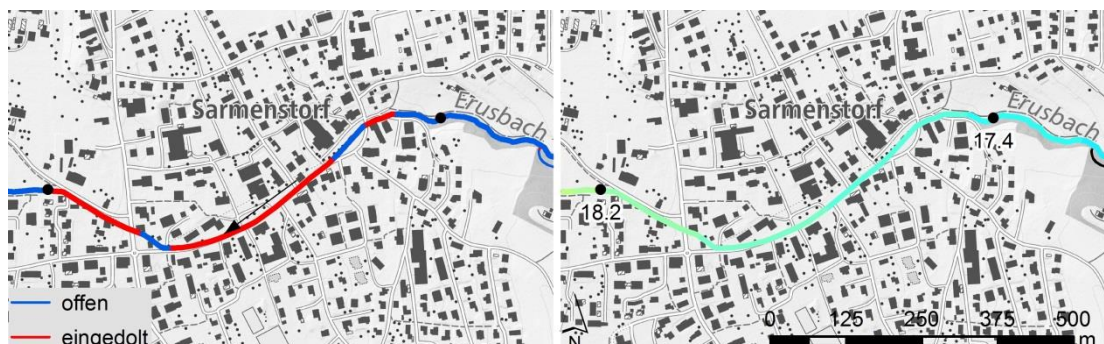 Sarmenstorf
Erusbach
offen
eingedolt
Sarmenstorf
Erusbach
17.4
18.2
N
0 125 250 375 500
m